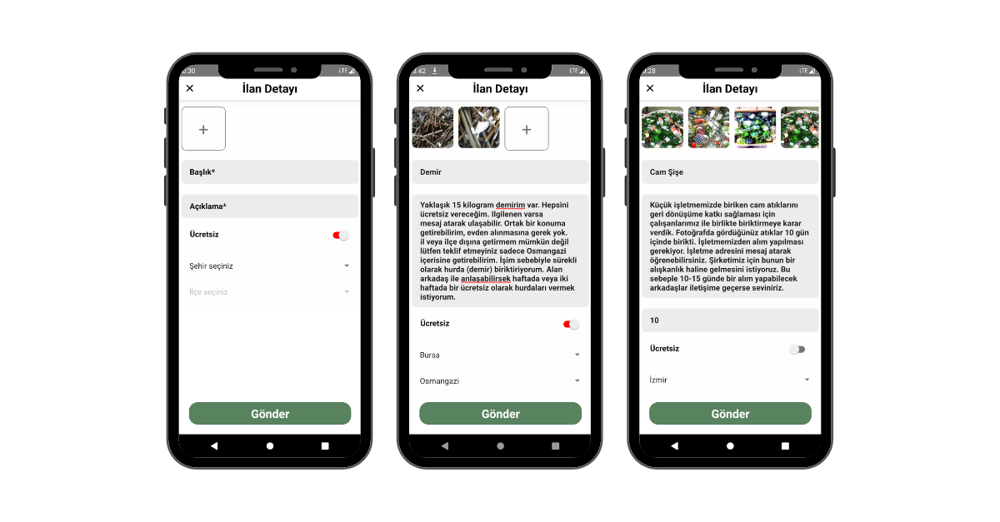 :30
LTE
İlan Detayı
Başlık*
Açıklama*
Ücretsiz
Şehir seçiniz
İlçe seçiniz
Gönder
:42
LTE
İlan Detayı
Demir
Yaklaşık 15 kilogram demirim var. Hepsini
ücretsiz vereceğim. Ilgilenen varsa
mesaj atarak ulaşabilir. Ortak bir konuma
getirebilirim, evden alınmasına gerek yok.
il veya ilçe dışına getirmem mümkün değil
lütfen teklif etmeyiniz sadece Osmangazi
içerisine getirebilirim. İşim sebebiyle sürekli
olarak hurda (demir) biriktiriyorum. Alan
arkadaş ile anlaşabilirsek haftada veya iki
haftada bir ücretsiz olarak hurdaları vermek
istiyorum.
Ücretsiz
Bursa
Osmangazi
Gönder
:28
LTE
İlan Detayı
Cam Şişe
Küçük işletmemizde biriken cam atıklarını
geri dönüşüme katkı sağlaması için
çalışanlarımız ile birlikte biriktirmeye karar
verdik. Fotoğrafda gördüğünüz atıklar 10 gün
içinde birikti. İşletmemizden alım yapılması
gerekiyor. İşletme adresini mesaj atarak
öğrenebilirsiniz. Şirketimiz için bunun bir
alışkanlık haline gelmesini istiyoruz. Bu
sebeple 10-15 günde bir alım yapabilecek
arkadaşlar iletişime geçerse seviniriz.
10
Ücretsiz
İzmir
Gönder